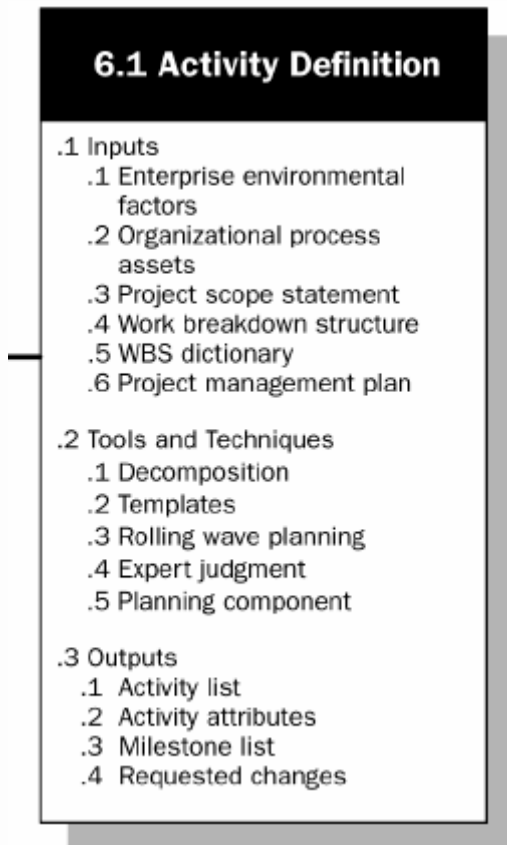 6.1 Activity Definition
.1 Inputs
.1 Enterprise environmental
factors
.2 Organizational process
assets
.3 Project scope statement
.4 Work breakdown structure
.5 WBS dictionary
.6 Project management plan
.2 Tools and Techniques
.1 Decomposition
.2 Templates
.3 Rolling wave planning
.4 Expert judgment
.5 Planning component
.3 Outputs
.1 Activity list
.2 Activity attributes
.3 Milestone list
.4 Requested changes